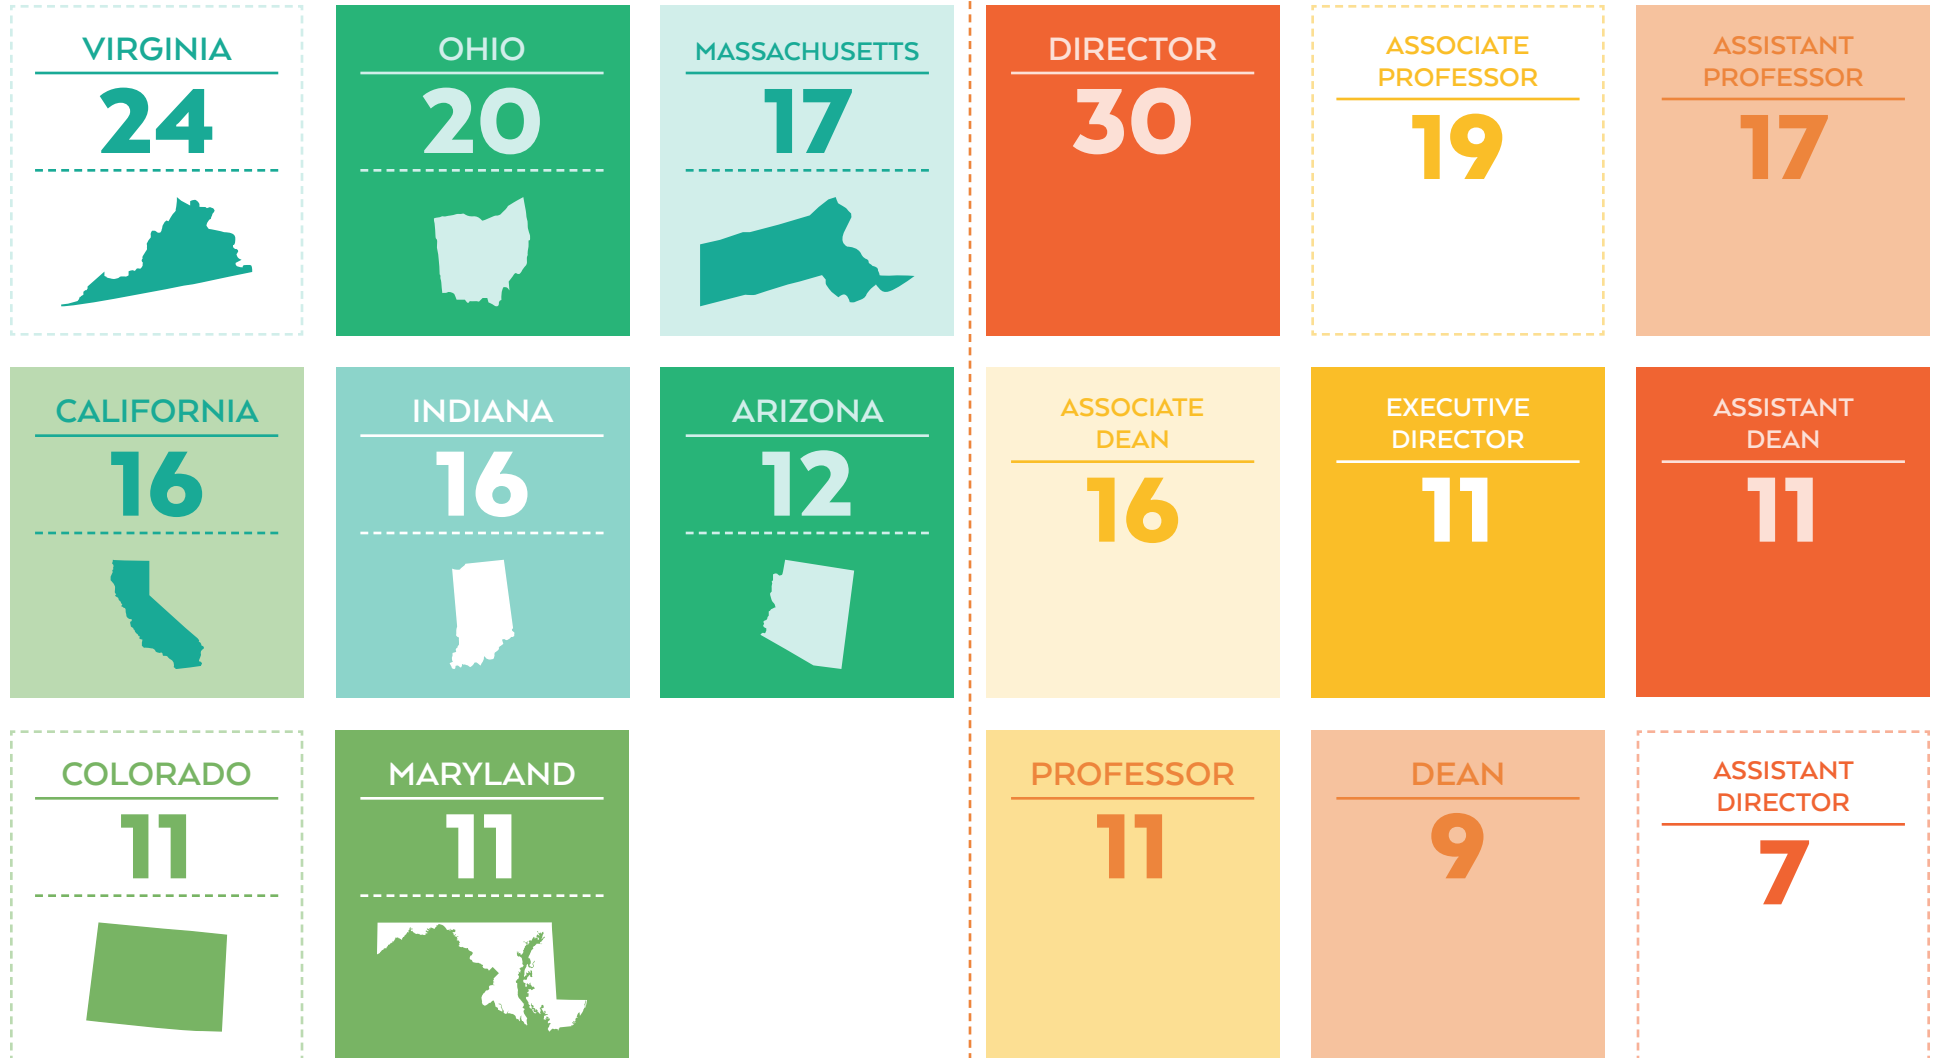 VIRGINIA
24
OHIO
20
MASSACHUSETTS
17
CALIFORNIA
16
INDIANA
16
ARIZONA
12
COLORADO
11
MARYLAND
11
DIRECTOR
30
ASSOCIATE
PROFESSOR
19
ASSISTANT
PROFESSOR
17
ASSOCIATE
DEAN
16
EXECUTIVE
DIRECTOR
11
ASSISTANT
DEAN
11
PROFESSOR
11
DEAN
9
ASSISTANT
DIRECTOR
7